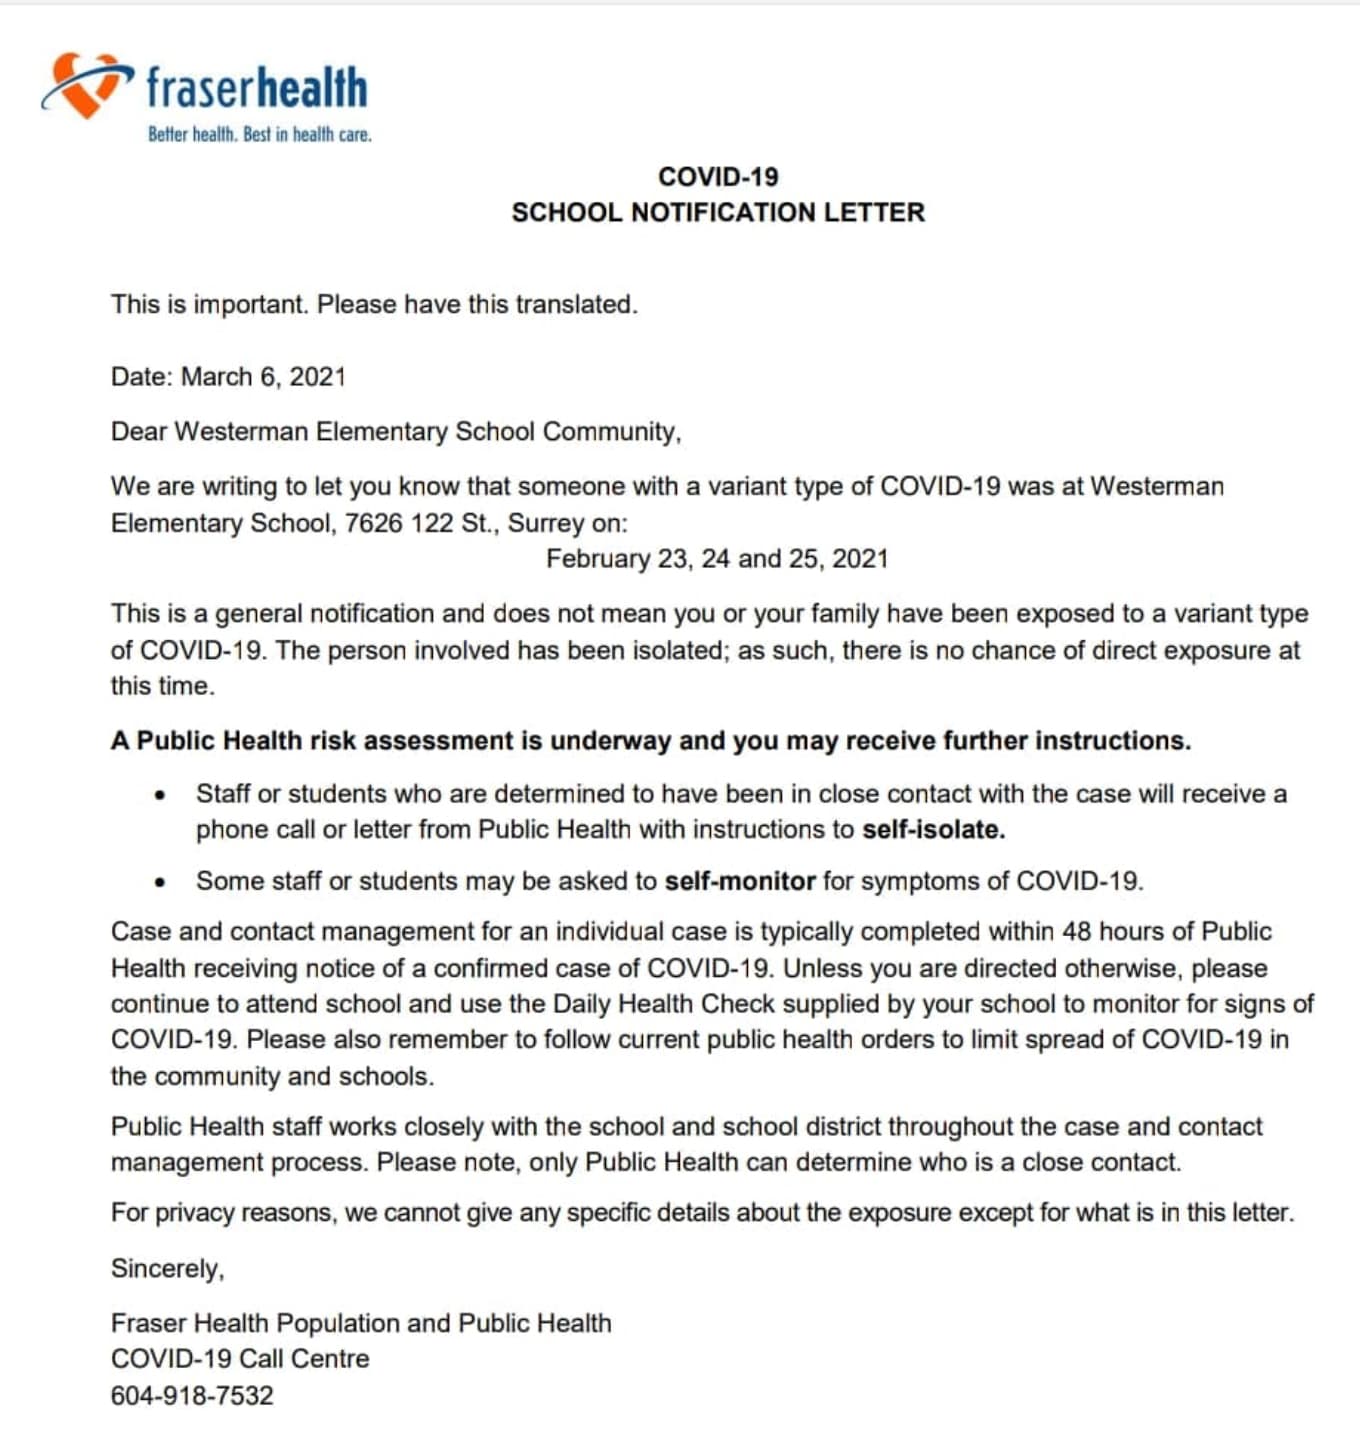 fraserhealth
Better health. Best in health care.
COVID-19
SCHOOL NOTIFICATION LETTER
This is important. Please have this translated.
Date: March 6, 2021
Dear Westerman Elementary School Community,
We are writing to let you know that someone with a variant type of COVID-19 was at Westerman
Elementary School, 7626 122 St., Surrey on:
February 23, 24 and 25, 2021
This is a general notification and does not mean you or your family have been exposed to a variant type
of COVID-19. The person involved has been isolated; as such, there is no chance of direct exposure at
this time.
A Public Health risk assessment is underway and you may receive further instructions.
• Staff or students who are determined to have been in close contact with the case will receive a
phone call or letter from Public Health with instructions to self-isolate.
• Some staff or students may be asked to self-monitor for symptoms of COVID-19.
Case and contact management for an individual case is typically completed within 48 hours of Public
Health receiving notice of a confirmed case of COVID-19. Unless you are directed otherwise, please
continue to attend school and use the Daily Health Check supplied by your school to monitor for signs of
COVID-19. Please also remember to follow current public health orders to limit spread of COVID-19 in
the community and schools.
Public Health staff works closely with the school and school district throughout the case and contact
management process. Please note, only Public Health can determine who is a close contact.
For privacy reasons, we cannot give any specific details about the exposure except for what is in this letter.
Sincerely,
Fraser Health Population and Public Health
COVID-19 Call Centre
604-918-7532